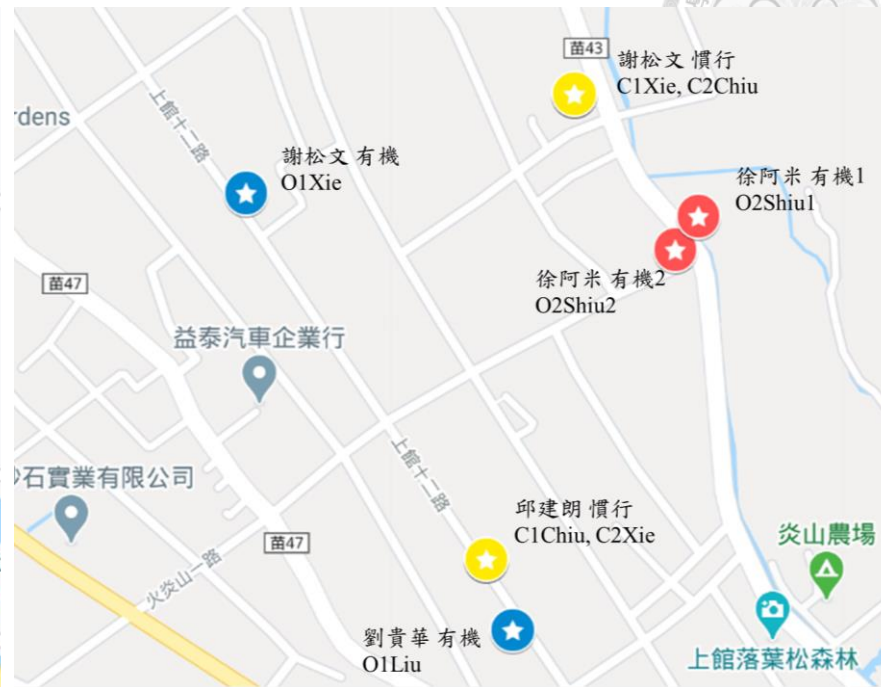 苗43
謝松文 慣行
C1Xie, C2Chiu
rdens
上館十二路
謝松文 有機
O1Xie
徐阿米 有機1
O2Shiu1
徐阿米 有機2
O2Shiu2
苗47
益泰汽車企業行
上館十二路
石實業有限公司
邱建朗 慣行
C1Chiu, C2Xie
苗47
炎山農場
火炎山一路
劉貴華 有機
O1Liu
上館落葉松森林